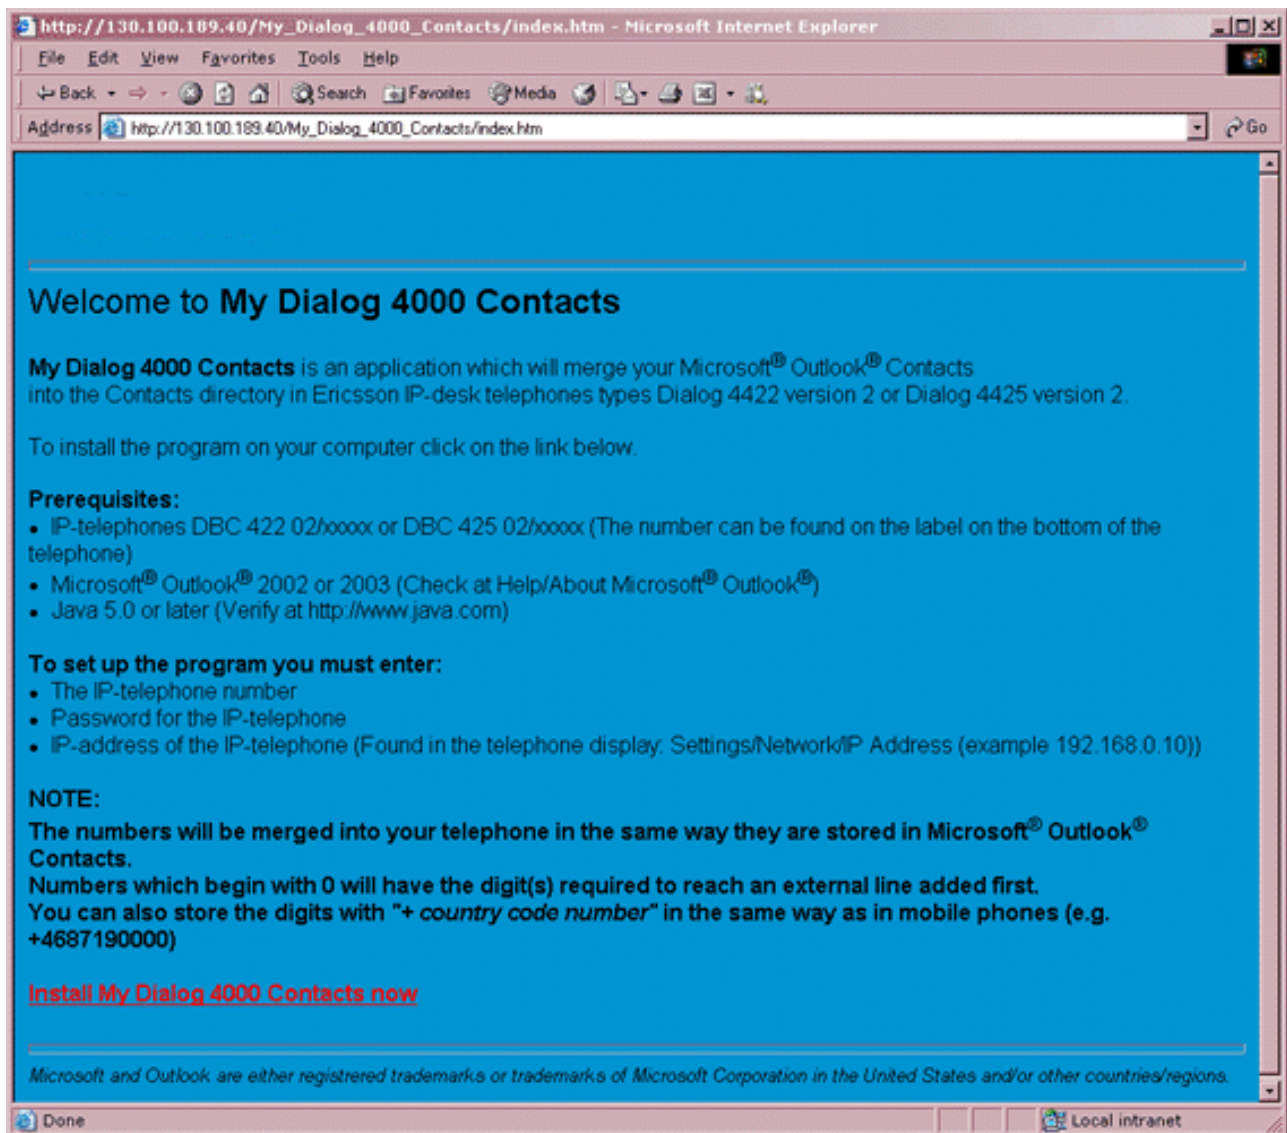 http://130.100.189.40/My_Dialog_4000_Contacts/index.htm - Microsoft Internet Explorer
File Edit View Favorites Tools Help
Back Search Favorites Media
Address http://130.100.189.40/My_Dialog_4000_Contacts/index.htm Go
Welcome to My Dialog 4000 Contacts
My Dialog 4000 Contacts is an application which will merge your Microsoft® Outlook® Contacts
into the Contacts directory in Ericsson IP-desk telephones types Dialog 4422 version 2 or Dialog 4425 version 2.
To install the program on your computer click on the link below.
Prerequisites:
• IP-telephones DBC 422 02/xxxxx or DBC 425 02/xxxxx (The number can be found on the label on the bottom of the
telephone)
• Microsoft® Outlook® 2002 or 2003 (Check at Help/About Microsoft® Outlook®)
• Java 5.0 or later (Verify at http://www.java.com)
To set up the program you must enter:
• The IP-telephone number
• Password for the IP-telephone
• IP-address of the IP-telephone (Found in the telephone display: Settings/Network/IP Address (example 192.168.0.10))
NOTE:
The numbers will be merged into your telephone in the same way they are stored in Microsoft® Outlook®
Contacts.
Numbers which begin with 0 will have the digit(s) required to reach an external line added first.
You can also store the digits with "+ country code number" in the same way as in mobile phones (e.g.
+4687190000)
Install My Dialog 4000 Contacts now
Microsoft and Outlook are either registrered trademarks or trademarks of Microsoft Corporation in the United States and/or other countries/regions.
Done Local intranet